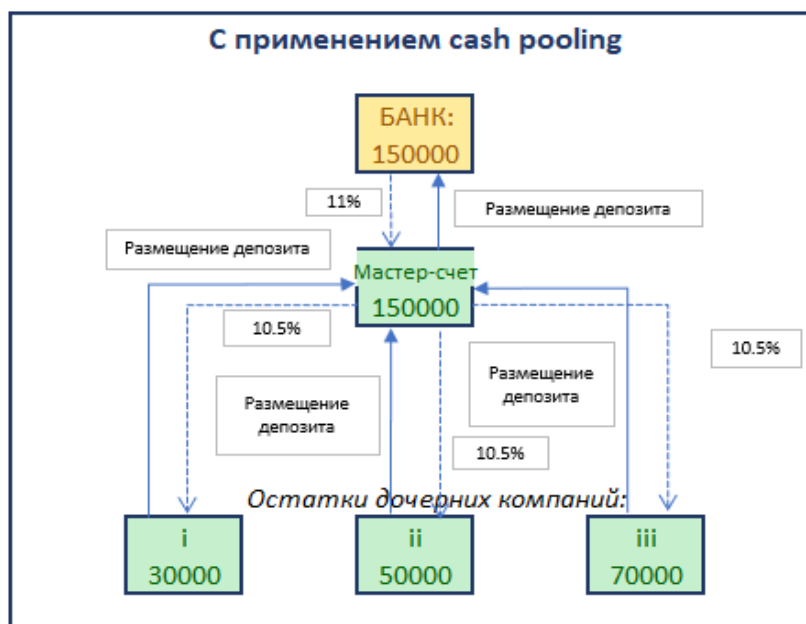 С применением cash pooling
БАНК:
150000
11%
Размещение депозита
Размещение депозита
Мастер-счет
150000
10.5%
10.5%
Размещение
депозита
Размещение
депозита
10.5%
Остатки дочерних компаний:
i
30000
ii
50000
iii
70000